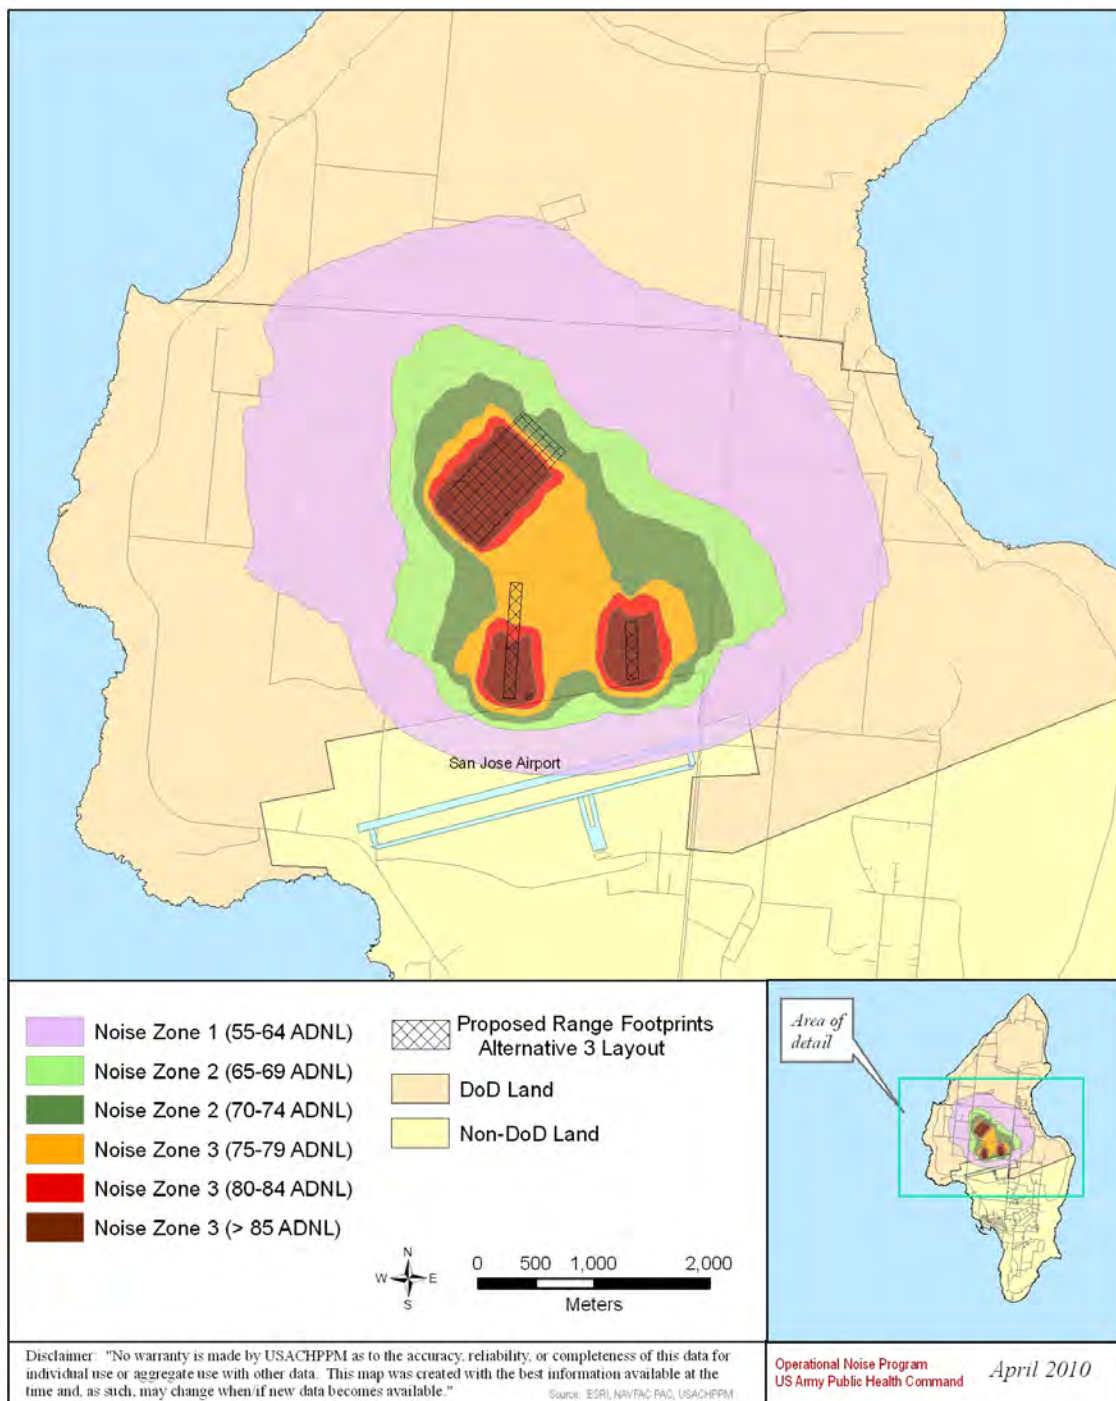 San Jose Airport
Noise Zone 1 (55-64 ADNL)
Noise Zone 2 (65-69 ADNL)
Noise Zone 2 (70-74 ADNL)
Noise Zone 3 (75-79 ADNL)
Noise Zone 3 (80-84 ADNL)
Noise Zone 3 (> 85 ADNL)
Proposed Range Footprints
Alternative 3 Layout
DoD Land
Non-DoD Land
N
W E
S
0 500 1,000 2,000
Meters
Area of
detail
Disclaimer: "No warranty is made by USACHPPM as to the accuracy, reliability, or completeness of this data for
individual use or aggregate use with other data. This map was created with the best information available at the
time and, as such, may change when/if new data becomes available."
Source: ESRI, NAVFAC PAC, USACHPPM
Operational Noise Program
US Army Public Health Command
April 2010